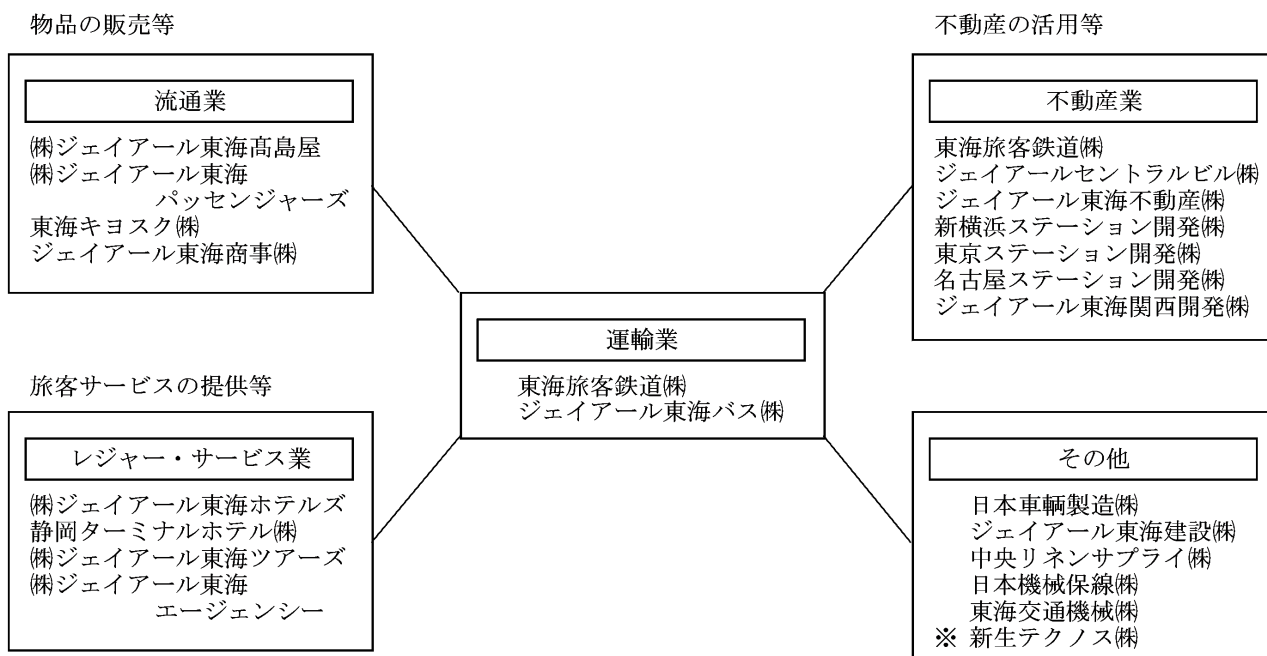 物品の販売等
流通業
㈱ジェイアール東海髙島屋
㈱ジェイアール東海
パッセンジャーズ
東海キヨスク㈱
ジェイアール東海商事㈱
不動産の活用等
不動産業
東海旅客鉄道㈱
ジェイアールセントラルビル㈱
ジェイアール東海不動産㈱
新横浜ステーション開発㈱
東京ステーション開発㈱
名古屋ステーション開発㈱
ジェイアール東海関西開発㈱
運輸業
東海旅客鉄道㈱
ジェイアール東海バス㈱
旅客サービスの提供等
レジャー・サービス業
㈱ジェイアール東海ホテルズ
静岡ターミナルホテル㈱
㈱ジェイアール東海ツアーズ
㈱ジェイアール東海
エージェンシー
その他
日本車輌製造㈱
ジェイアール東海建設㈱
中央リネンサプライ㈱
日本機械保線㈱
東海交通機械㈱
※ 新生テクノス㈱